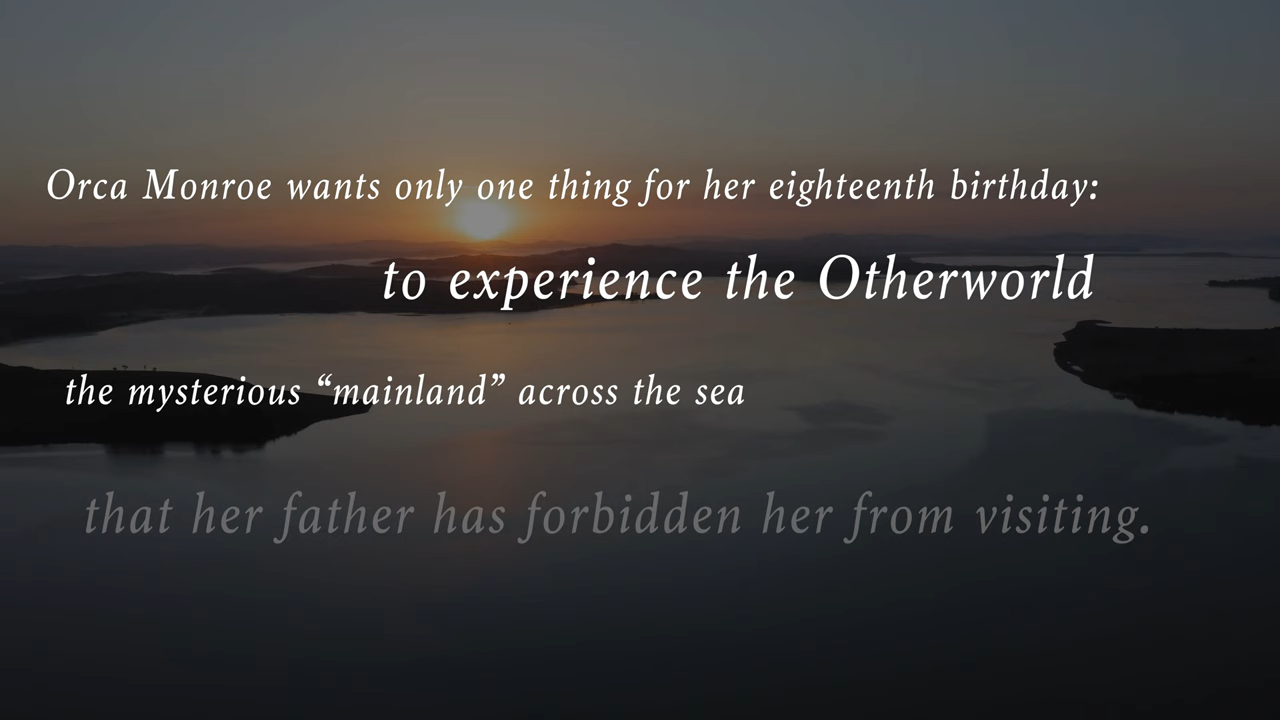 Orca Monroe wants only one thing for her eighteenth birthday:
to experience the Otherworld
the mysterious “mainland” across the sea
that her father has forbidden her from visiting.